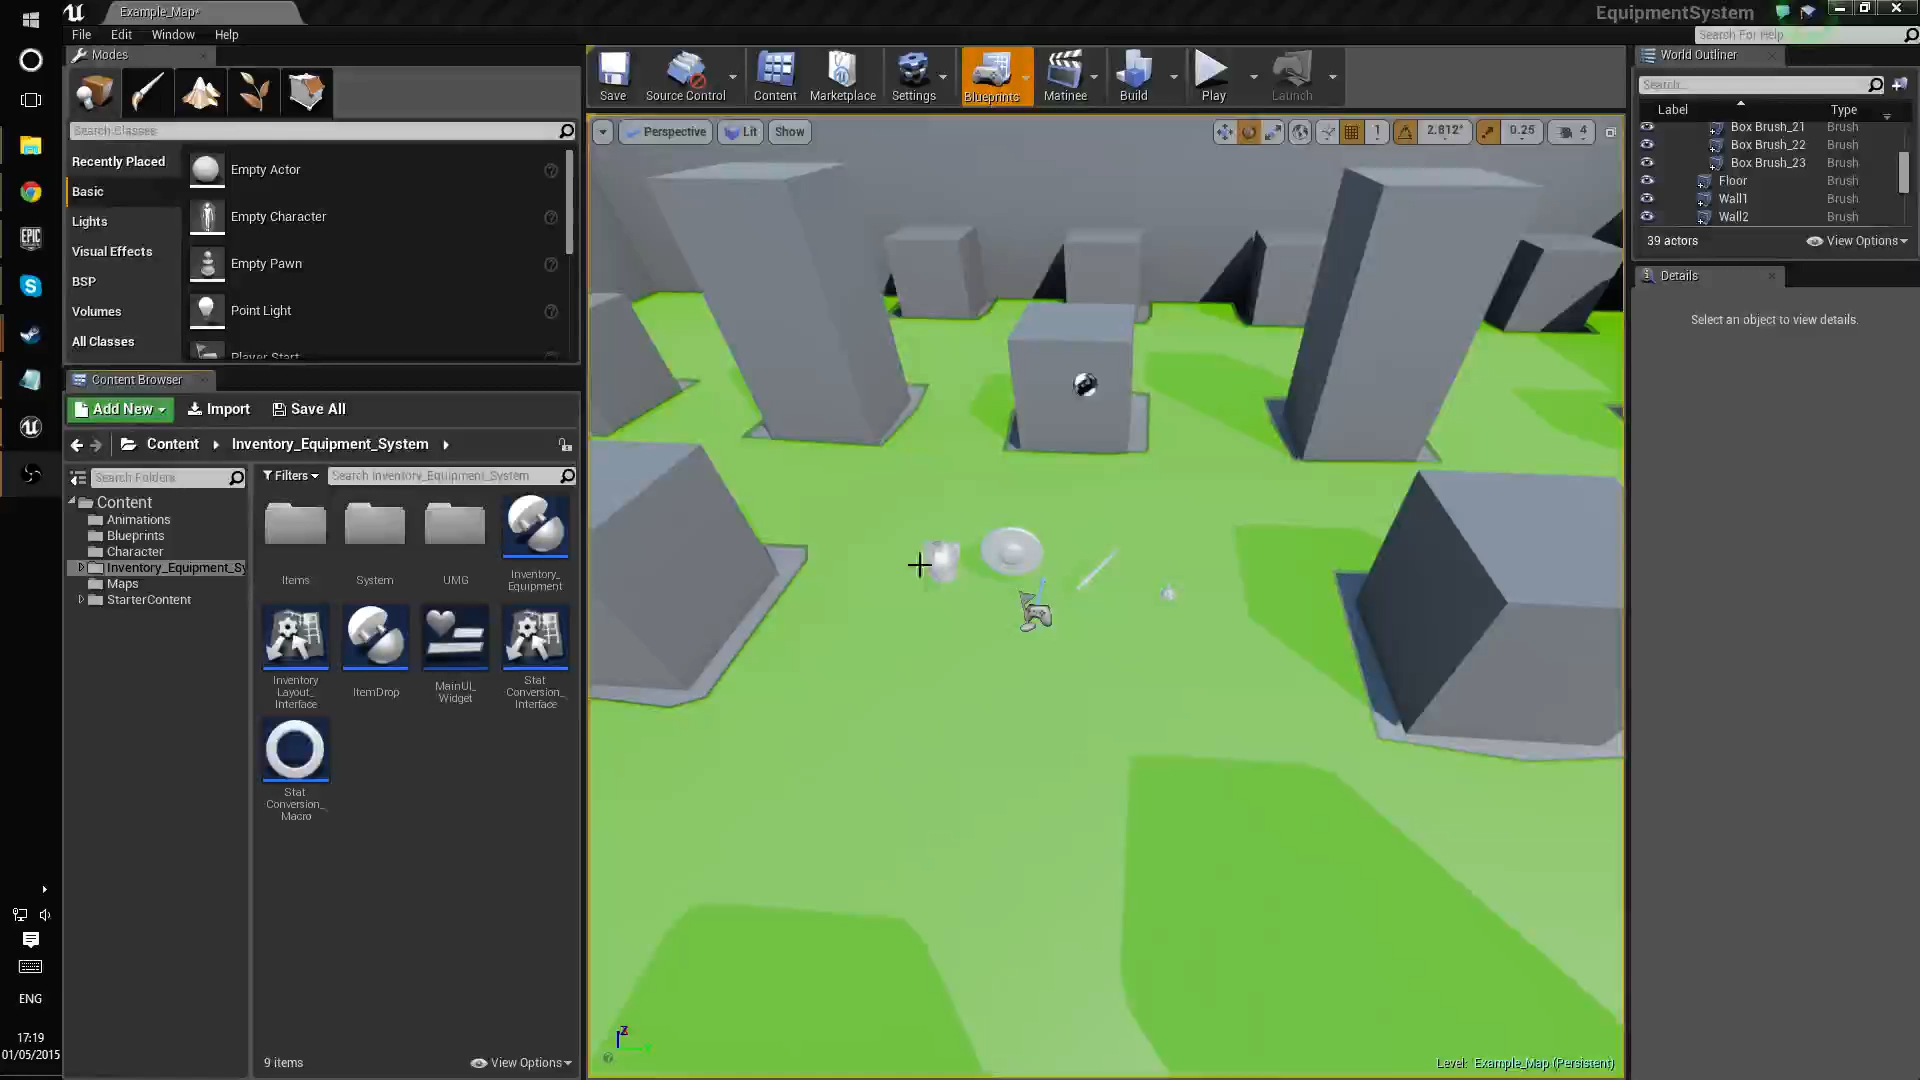 Example_Map*
EquipmentSystem
File Edit Window Help
Search For Help
Modes
Search Classes
Recently Placed
Basic
Lights
Visual Effects
BSP
Volumes
All Classes
Empty Actor
Empty Character
Empty Pawn
Point Light
Player Start
Save
Source Control
Content
Marketplace
Settings
Blueprints
Matinee
Build
Play
Launch
Perspective
Lit
Show
1
2.812°
0.25
4
World Outliner
Search...
Label
Type
Box Brush_21 Brush
Box Brush_22 Brush
Box Brush_23 Brush
Floor Brush
Wall1 Brush
Wall2 Brush
39 actors
View Options
Details
Select an object to view details.
Content Browser
Add New
Import
Save All
Content
Inventory_Equipment_System
Search Folders
Filters
Search Inventory_Equipment_System
Content
Animations
Blueprints
Character
Inventory_Equipment_Sy
Maps
StarterContent
Items
System
UMG
Inventory_
Equipment
Inventory
Layout_
Interface
ItemDrop
MainUI_
Widget
Stat
Conversion_
Interface
Stat
Conversion_
Macro
9 items
View Options
Level: Example_Map (Persistent)
EPIC
ENG
17:19
01/05/2015
Z